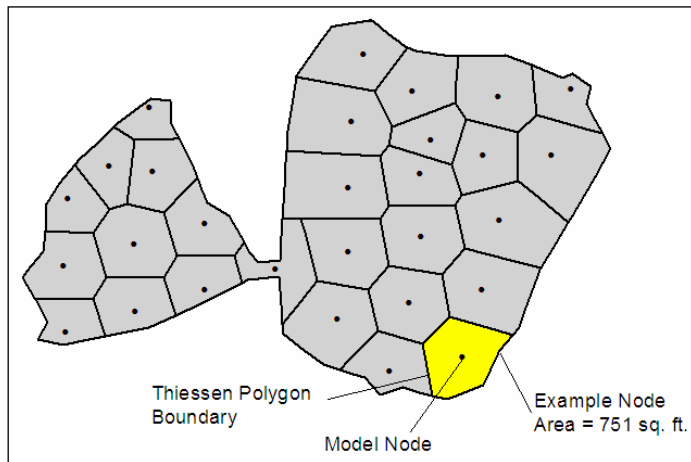 Thiessen Polygon
Boundary
Model Node
Example Node
Area = 751 sq. ft.